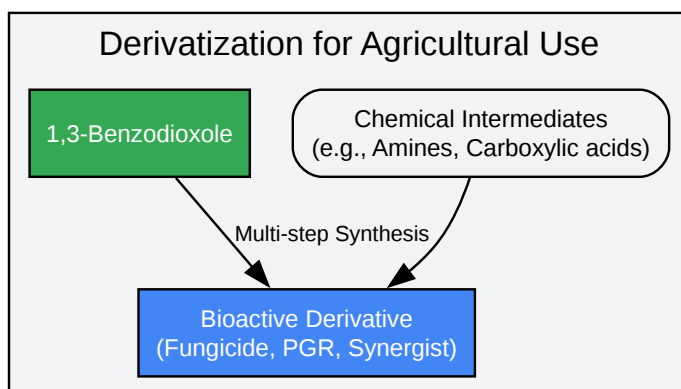 Derivatization for Agricultural Use
1,3-Benzodioxole
Chemical Intermediates
(e.g., Amines, Carboxylic acids)
Multi-step Synthesis
Bioactive Derivative
(Fungicide, PGR, Synergist)